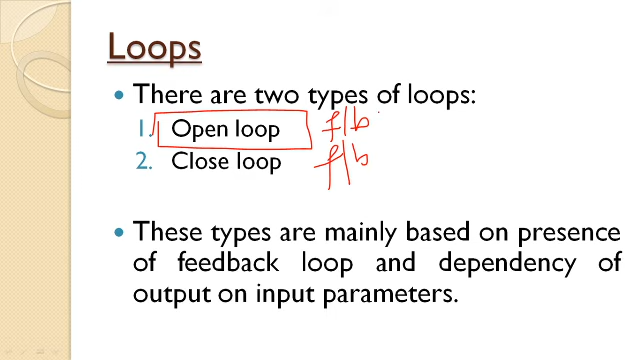 Loops
• There are two types of loops:
1. Open loop f/b
2. Close loop f/b
• These types are mainly based on presence
of feedback loop and dependency of
output on input parameters.